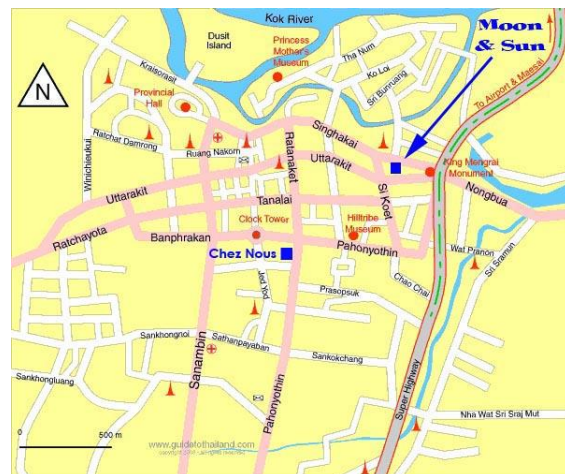 Kok River
Moon
& Sun
Dusit
Island
Princess
Mother's
Museum
Tha Num
Ko Loi
Sri Bunruang
To Airport & Maesai
Kraisorasit
N
Provincial
Hall
Ratchat Damrong
Ruang Nakorn
Singhakai
Uttarakit
Ratanaket
Winichieukul
King Mengrai
Monument
Nongbua
Si Koet
Uttarakit
Tanalai
Ratchayota
Clock Tower
Hilltribe
Museum
Banphrakan
Pahonyothin
Chez Nous
Wat Pranon
Sri Sramun
Chao Chai
Jed Yod
Prasopsuk
Sankhongnoi
Sathanpayaban
Sankokchang
Sanambin
Pahonyothin
Sankhongluang
Super Highway
Nha Wat Sri Sraj Mut
0
500 m
www.guidetothailand.com